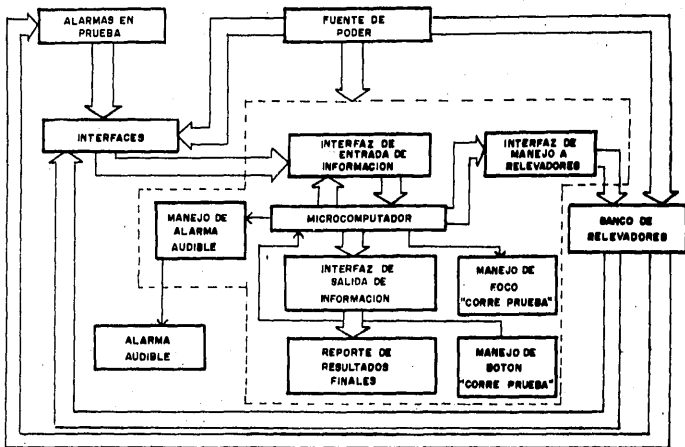 ALARMAS EN
PRUEBA
FUENTE DE
PODER
INTERFACES
INTERFAZ DE
ENTRADA DE
INFORMACION
INTERFAZ DE
MANEJO A
RELEVADORES
MANEJO DE
ALARMA
AUDIBLE
MICROCOMPUTADOR
BANCO DE
RELEVADORES
INTERFAZ DE
SALIDA DE
INFORMACION
MANEJO DE
FOCO
"CORRE PRUEBA"
ALARMA
AUDIBLE
REPORTE DE
RESULTADOS
FINALES
MANEJO DE
BOTON
"CORRE PRUEBA"